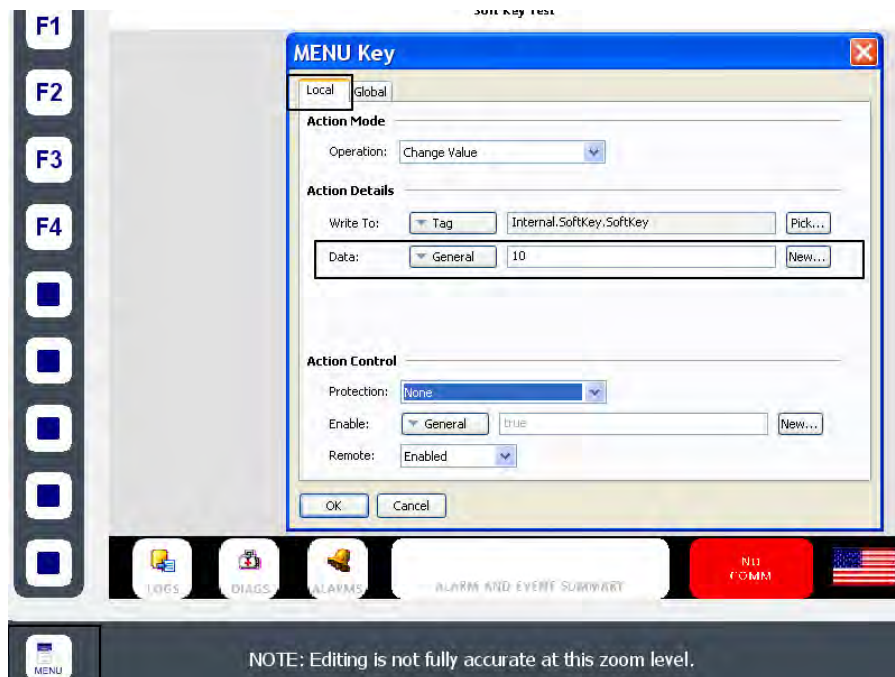 Soft Key Test
F1
MENU Key
Local Global
F2
Action Mode
Operation: Change Value
F3
Action Details
F4
Write To: Tag Internal.SoftKey.SoftKey Pick...
Data: General 10 New...
Action Control
Protection: None
Enable: General true New...
Remote: Enabled
OK Cancel
NO
COMM
LOGS DIAGS ALARMS ALARM AND EVENT SUMMARY
MENU
NOTE: Editing is not fully accurate at this zoom level.